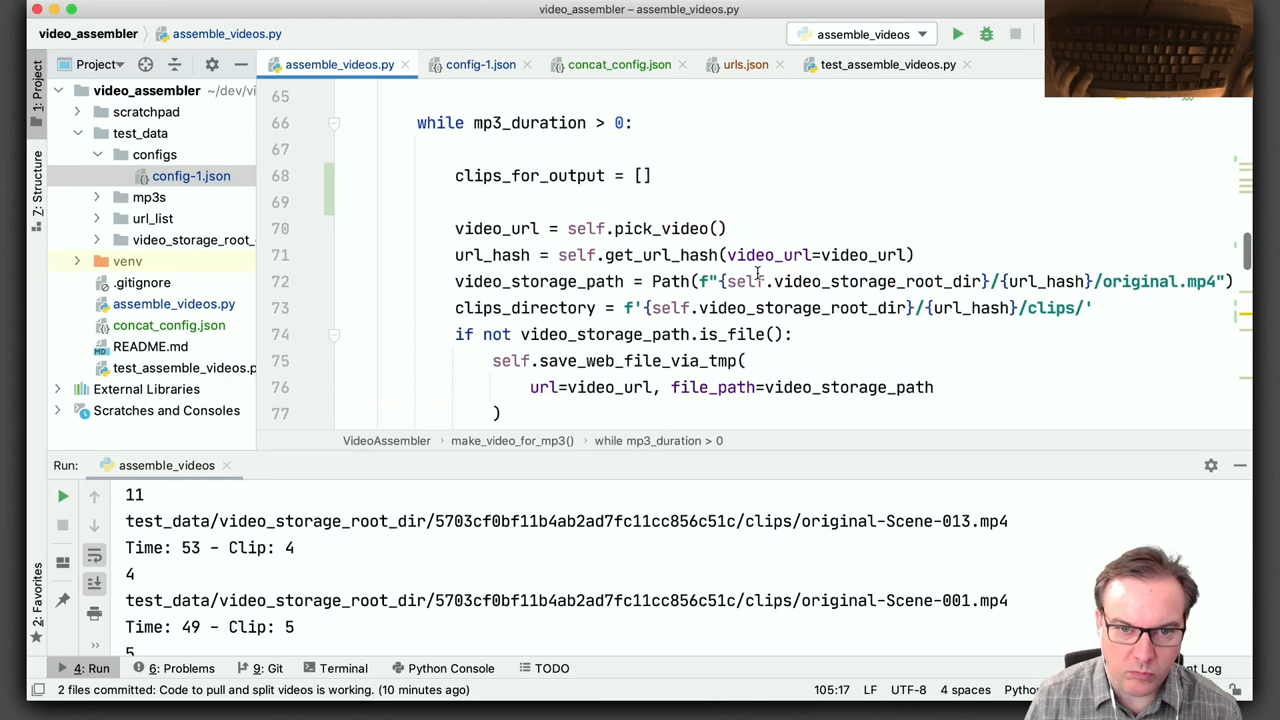 video_assembler – assemble_videos.py
video_assembler
assemble_videos.py
assemble_videos
1: Project
Project
assemble_videos.py
config-1.json
concat_config.json
urls.json
test_assemble_videos.py
video_assembler ~/dev/vi
scratchpad
test_data
configs
config-1.json
mp3s
url_list
video_storage_root_
venv
.gitignore
assemble_videos.py
concat_config.json
README.md
test_assemble_videos.p
External Libraries
Scratches and Consoles
Z: Structure
65
66 while mp3_duration > 0:
67
68 clips_for_output = []
69
70 video_url = self.pick_video()
71 url_hash = self.get_url_hash(video_url=video_url)
72 video_storage_path = Path(f"{self.video_storage_root_dir}/{url_hash}/original.mp4")
73 clips_directory = f'{self.video_storage_root_dir}/{url_hash}/clips/'
74 if not video_storage_path.is_file():
75 self.save_web_file_via_tmp(
76 url=video_url, file_path=video_storage_path
77 )
VideoAssembler
make_video_for_mp3()
while mp3_duration > 0
Run: assemble_videos
11
test_data/video_storage_root_dir/5703cf0bf11b4ab2ad7fc11cc856c51c/clips/original-Scene-013.mp4
Time: 53 - Clip: 4
4
test_data/video_storage_root_dir/5703cf0bf11b4ab2ad7fc11cc856c51c/clips/original-Scene-001.mp4
Time: 49 - Clip: 5
5
2: Favorites
4: Run
6: Problems
9: Git
Terminal
Python Console
TODO
nt Log
2 files committed: Code to pull and split videos is working. (10 minutes ago)
105:17
LF
UTF-8
4 spaces
Pytho